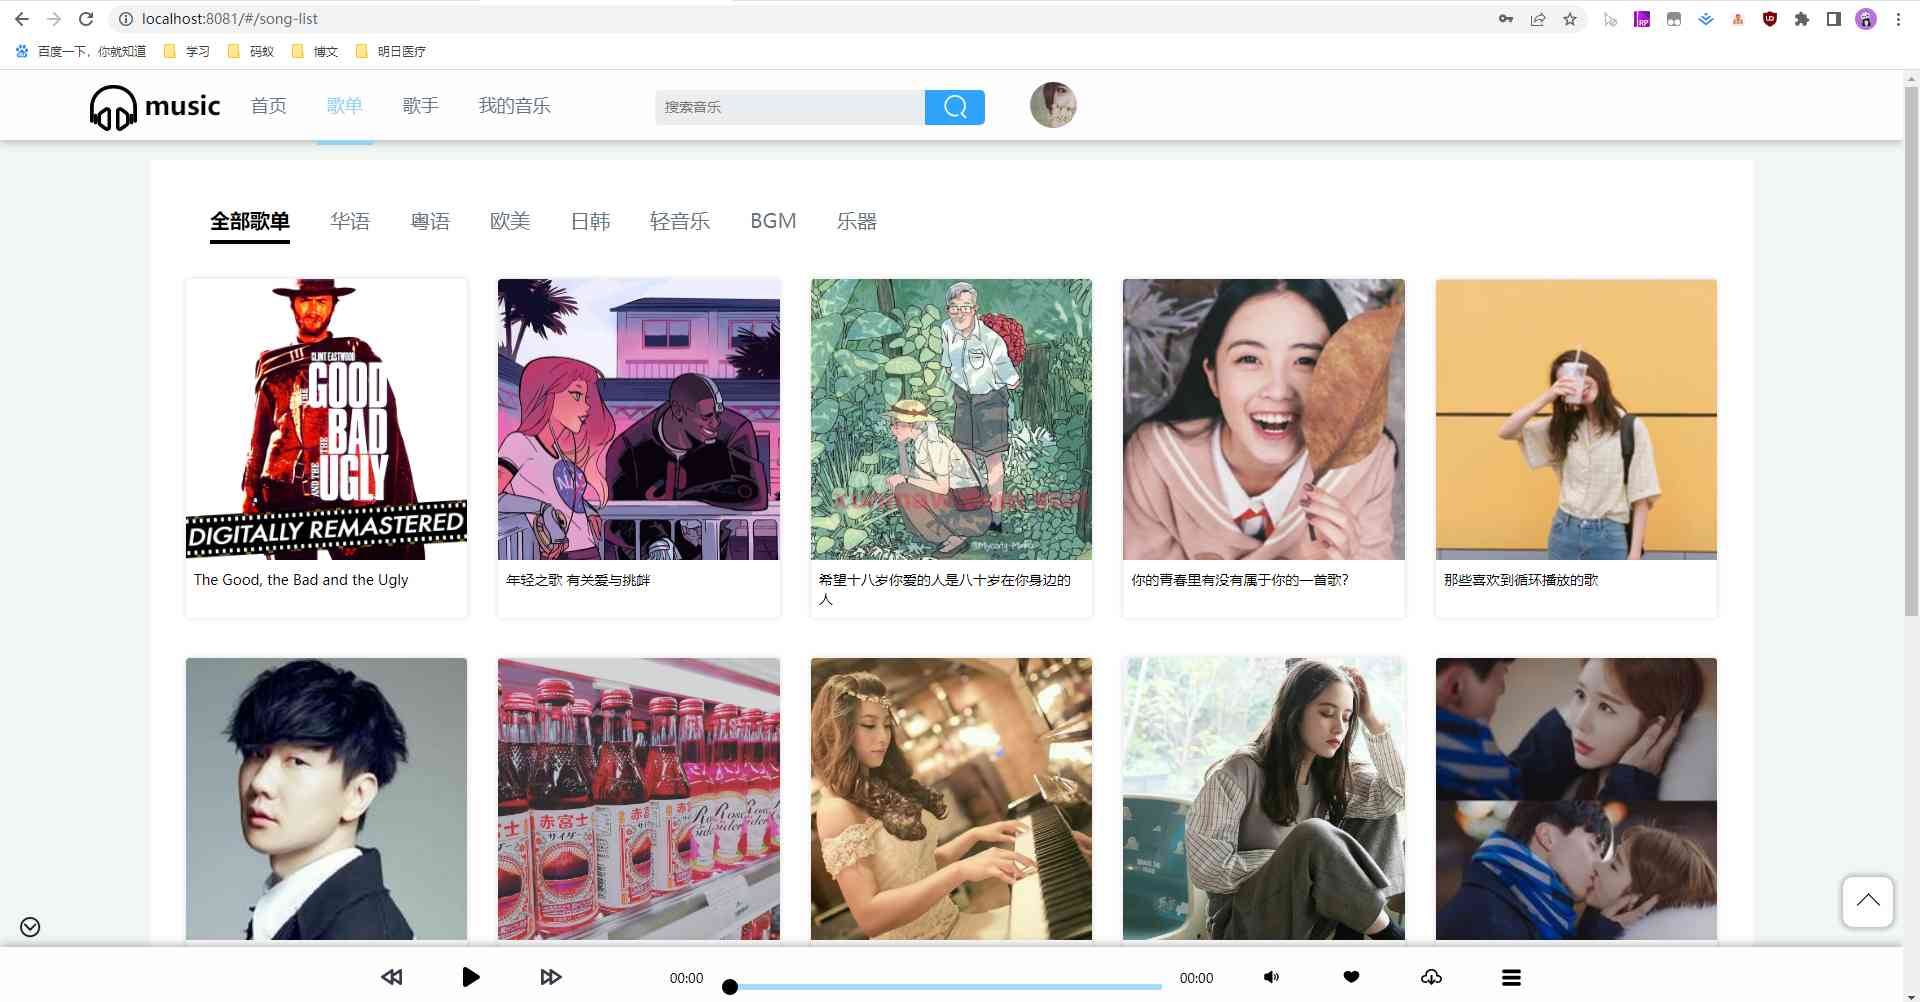 localhost:8081/#/song-list
百度一下，你就知道 学习 码蚁 博文 明日医疗
music 首页 歌单 歌手 我的音乐 搜索音乐
全部歌单 华语 粤语 欧美 日韩 轻音乐 BGM 乐器
CLINT EASTWOOD
THE GOOD
THE BAD
AND THE UGLY
DIGITALLY REMASTERED
The Good, the Bad and the Ugly
年轻之歌 有关爱与挑衅
希望十八岁你爱的人是八十岁在你身边的
人
你的青春里有没有属于你的一首歌？
那些喜欢到循环播放的歌
赤富士
サイダー
00:00 00:00